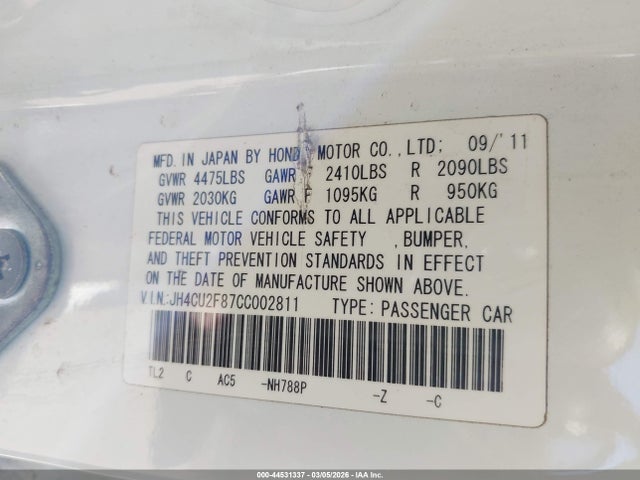 MFD. IN JAPAN BY HOND MOTOR CO.,LTD: 09/'11
GVWR 4475LBS GAWR 2410LBS R 2090LBS
GVWR 2030KG GAWR 1095KG R 950KG
THIS VEHICLE CONFORMS TO ALL APPLICABLE
FEDERAL MOTOR VEHICLE SAFETY ,BUMPER,
AND THEFT PREVENTION STANDARDS IN EFFECT
ON THE DATE OF MANUFACTURE SHOWN ABOVE.
V.I.N.:JH4CU2F87CC002811 TYPE: PASSENGER CAR
TL2 C AC5 -NH788P -Z -C
000-44531337 - 03/05/2026 - IAA Inc.